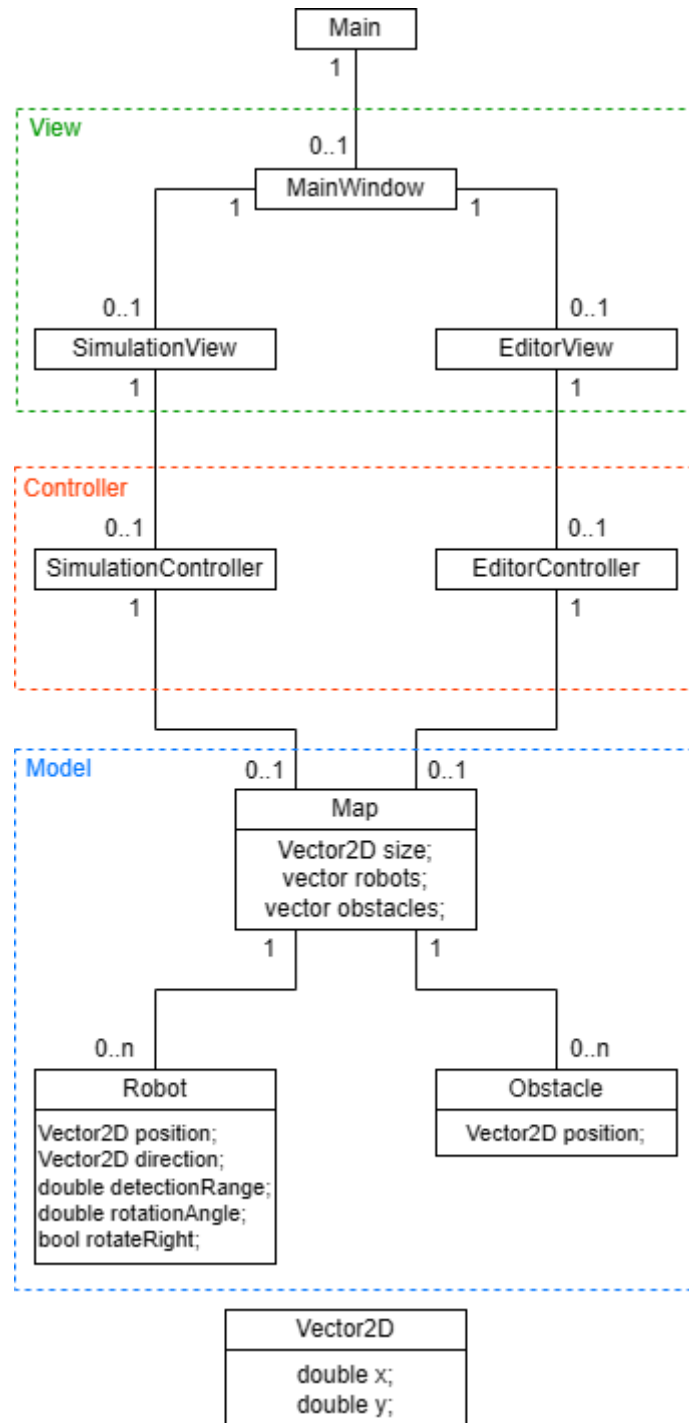 Main
1
View
0..1
MainWindow
1
1
0..1
0..1
SimulationView
EditorView
1
1
Controller
0..1
0..1
SimulationController
EditorController
1
1
Model
0..1
0..1
Map
Vector2D size;
vector robots;
vector obstacles;
1
1
0..n
0..n
Robot
Obstacle
Vector2D position;
Vector2D direction;
double detectionRange;
double rotationAngle;
bool rotateRight;
Vector2D position;
Vector2D
double x;
double y;